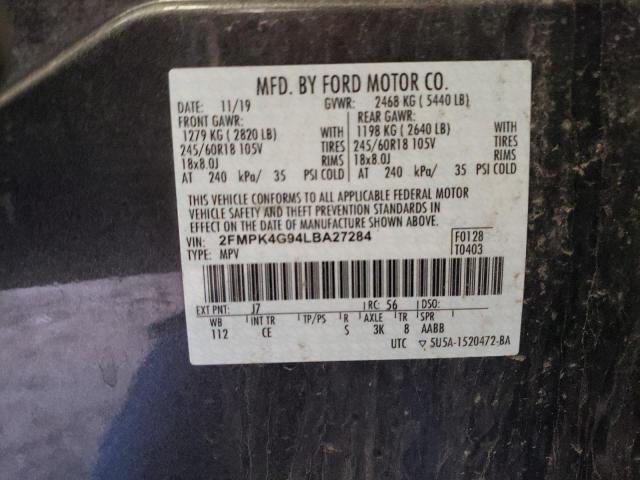 MFD. BY FORD MOTOR CO.
DATE: 11/19 GVWR: 2468 KG ( 5440 LB)
FRONT GAWR: REAR GAWR:
1279 KG ( 2820 LB) WITH 1198 KG ( 2640 LB) WITH
245/60R18 105V TIRES 245/60R18 105V TIRES
18x8.0J RIMS 18x8.0J RIMS
AT 240 kPa/ 35 PSI COLD AT 240 kPa/ 35 PSI COLD
THIS VEHICLE CONFORMS TO ALL APPLICABLE FEDERAL MOTOR
VEHICLE SAFETY AND THEFT PREVENTION STANDARDS IN
EFFECT ON THE DATE OF MANUFACTURE SHOWN ABOVE.
VIN: 2FMPK4G94LBA27284 F0128
TYPE: MPV T0403
EXT PNT: J7 RC: 56 DSO:
WB INT TR TP/PS R AXLE TR SPR
112 CE S 3K 8 AABB
UTC ▽ 5U5A-1520472-BA